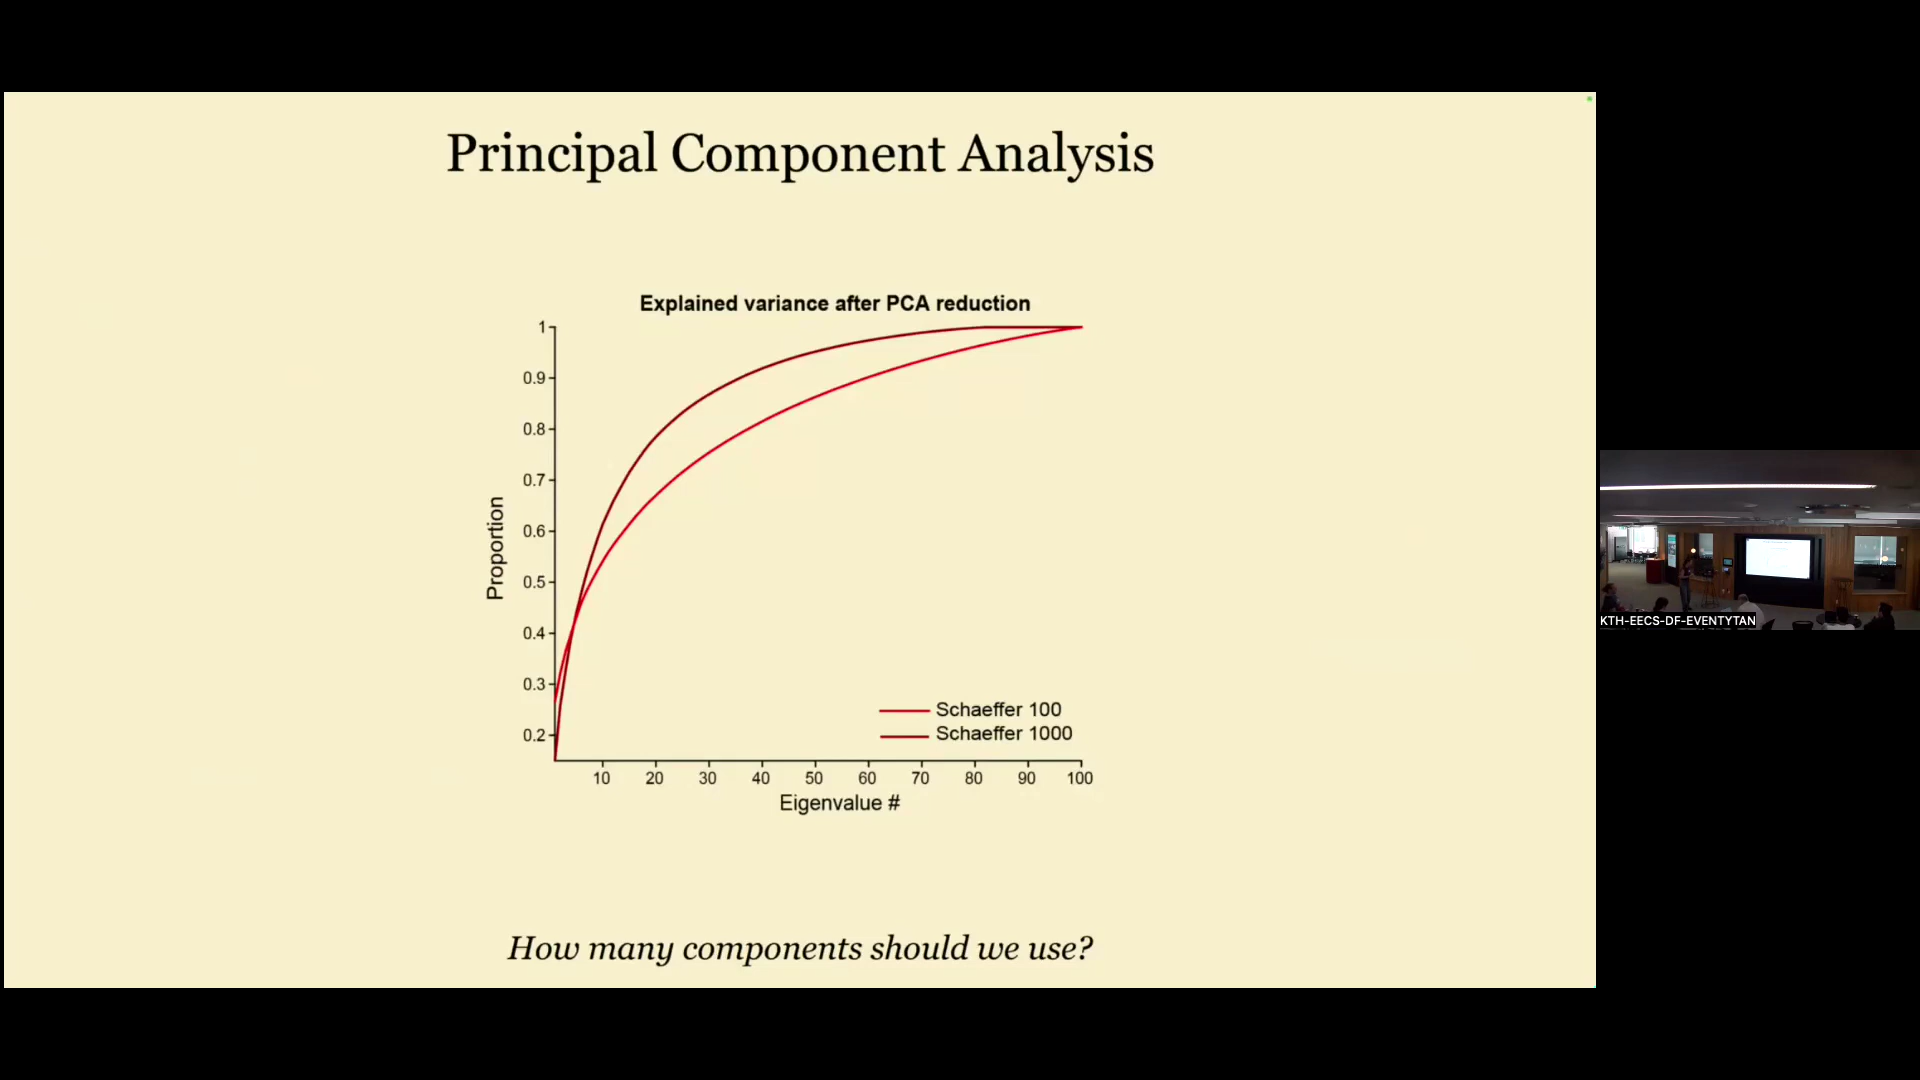 Principal Component Analysis
Explained variance after PCA reduction
1
0.9
0.8
0.7
0.6
0.5
0.4
0.3
0.2
Proportion
Schaeffer 100
Schaeffer 1000
10 20 30 40 50 60 70 80 90 100
Eigenvalue #
How many components should we use?
KTH-EECS-DF-EVENTYTAN